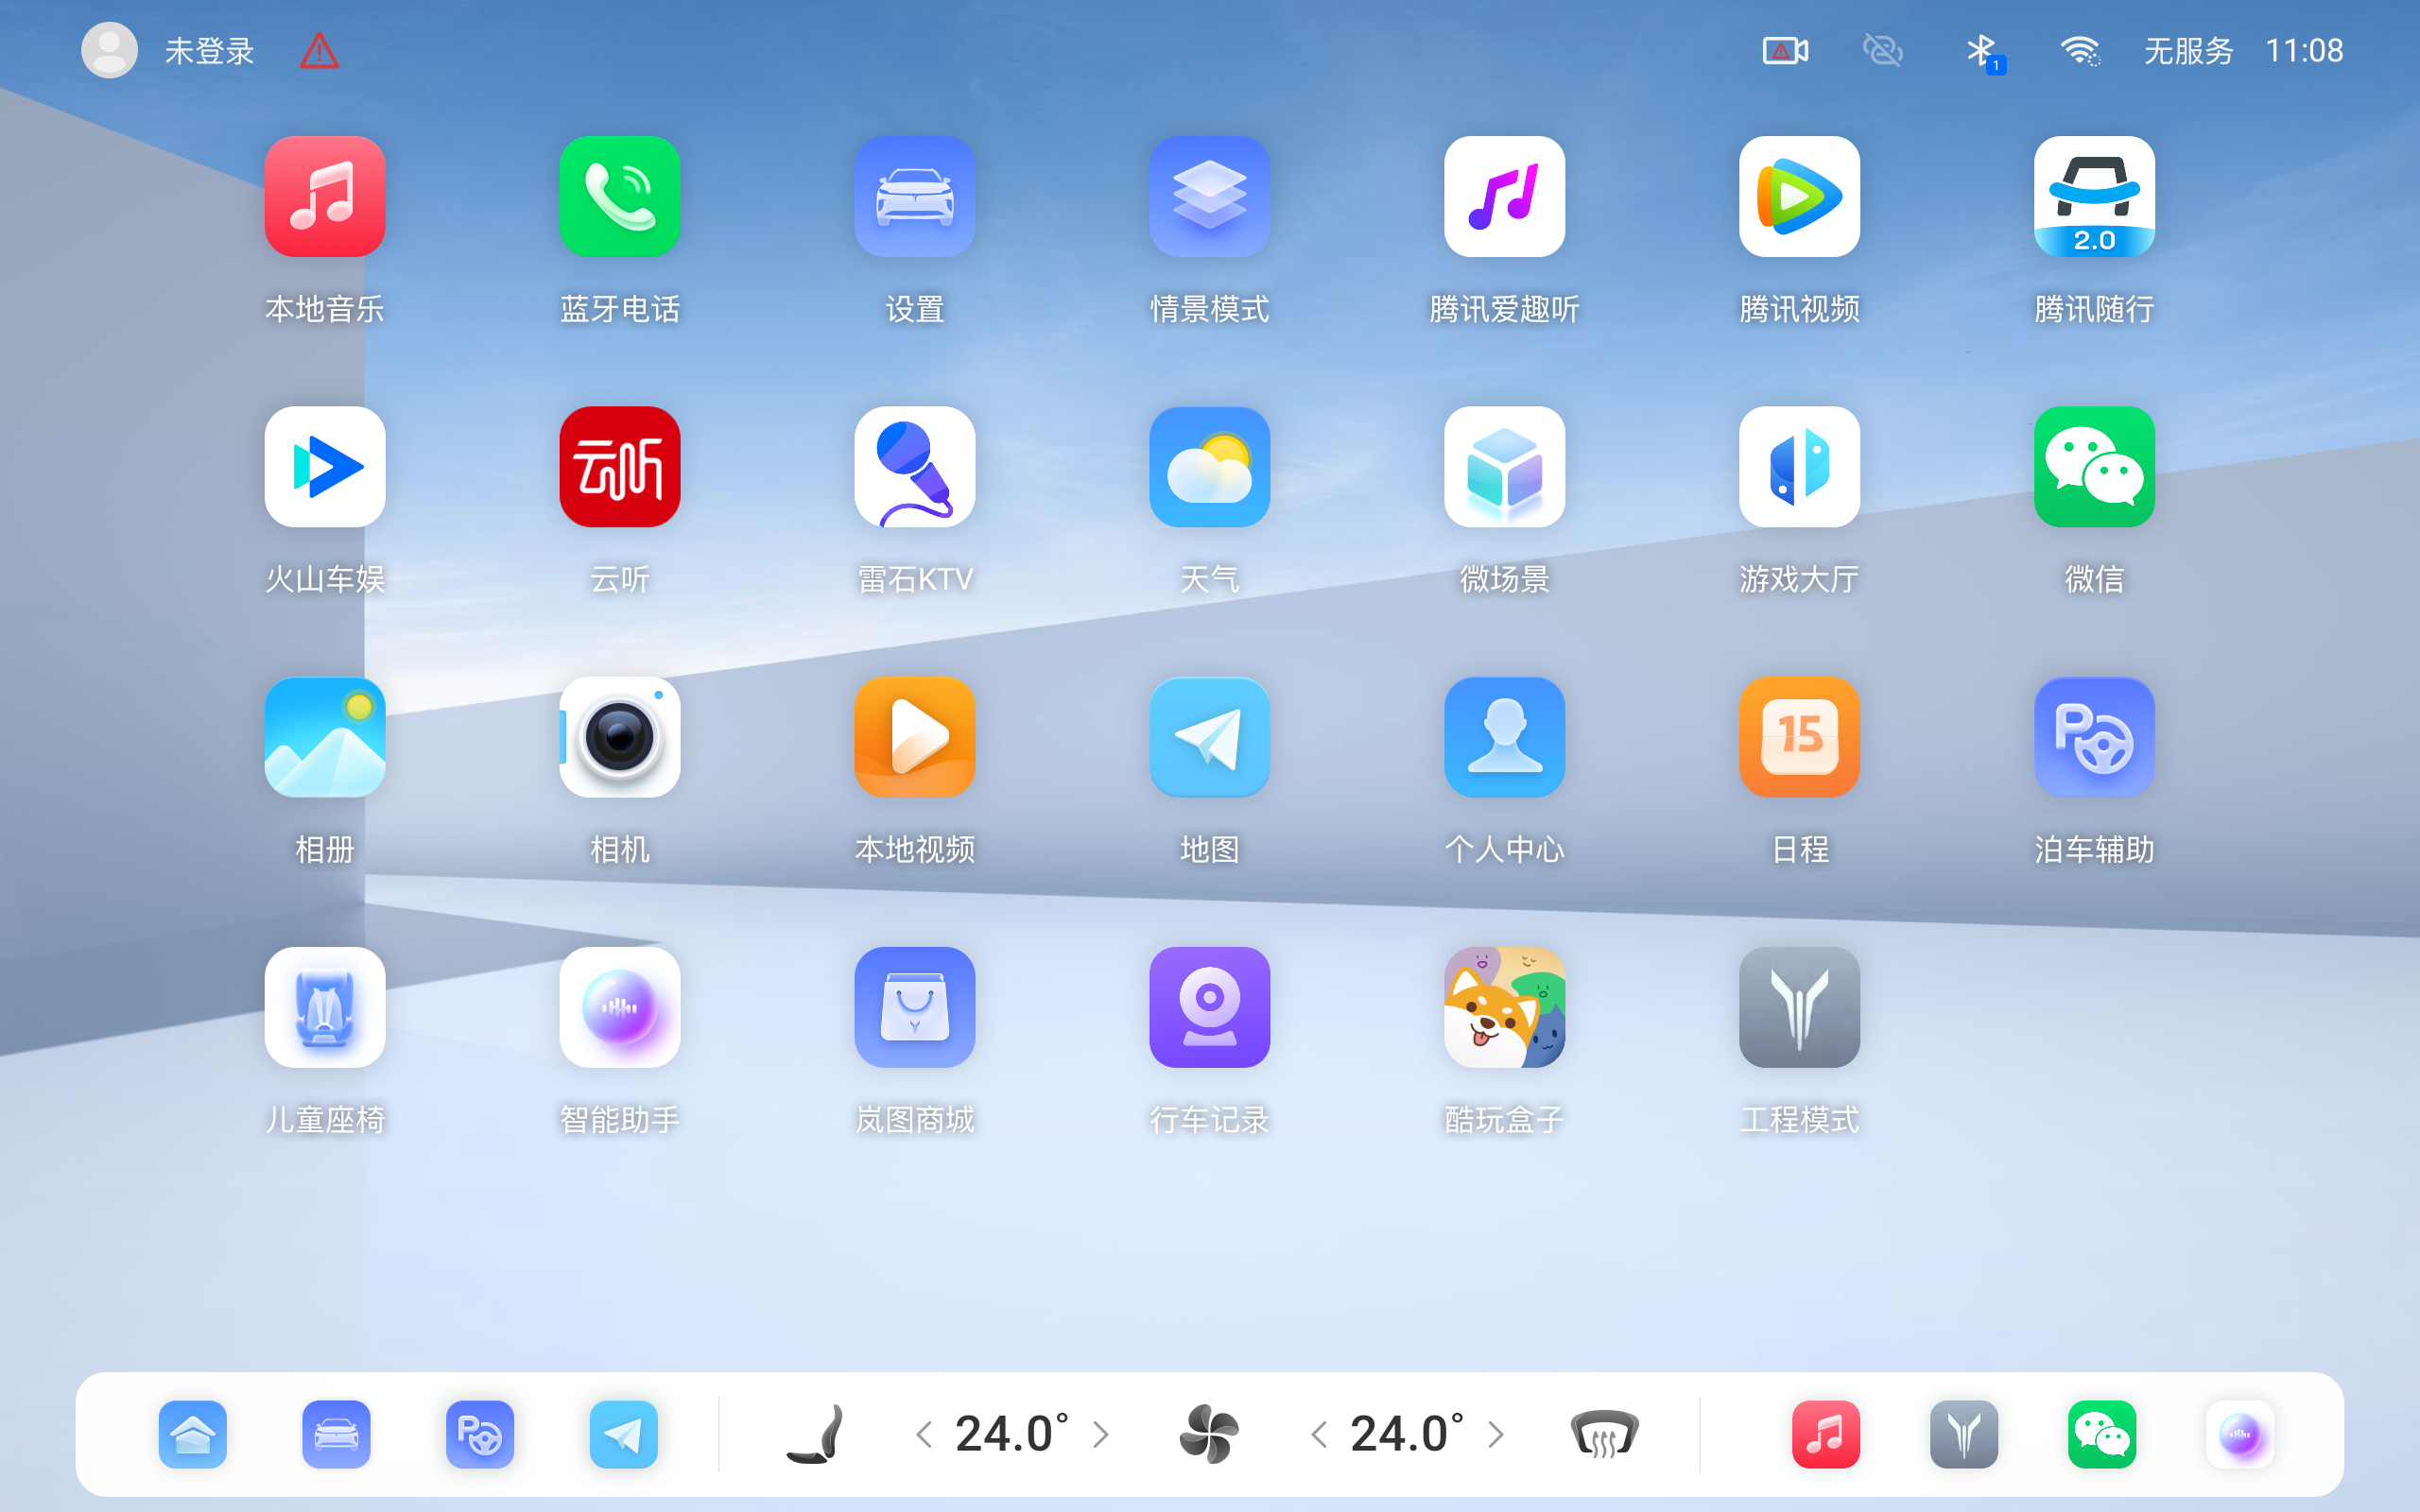 未登录
1
无服务 11:08
2.0
本地音乐 蓝牙电话 设置 情景模式 腾讯爱趣听 腾讯视频 腾讯随行
云听
火山车娱 云听 雷石KTV 天气 微场景 游戏大厅 微信
P 15 P
相册 相机 本地视频 地图 个人中心 日程 泊车辅助
儿童座椅 智能助手 岚图商城 行车记录 酷玩盒子 工程模式
P 24.0° 24.0°